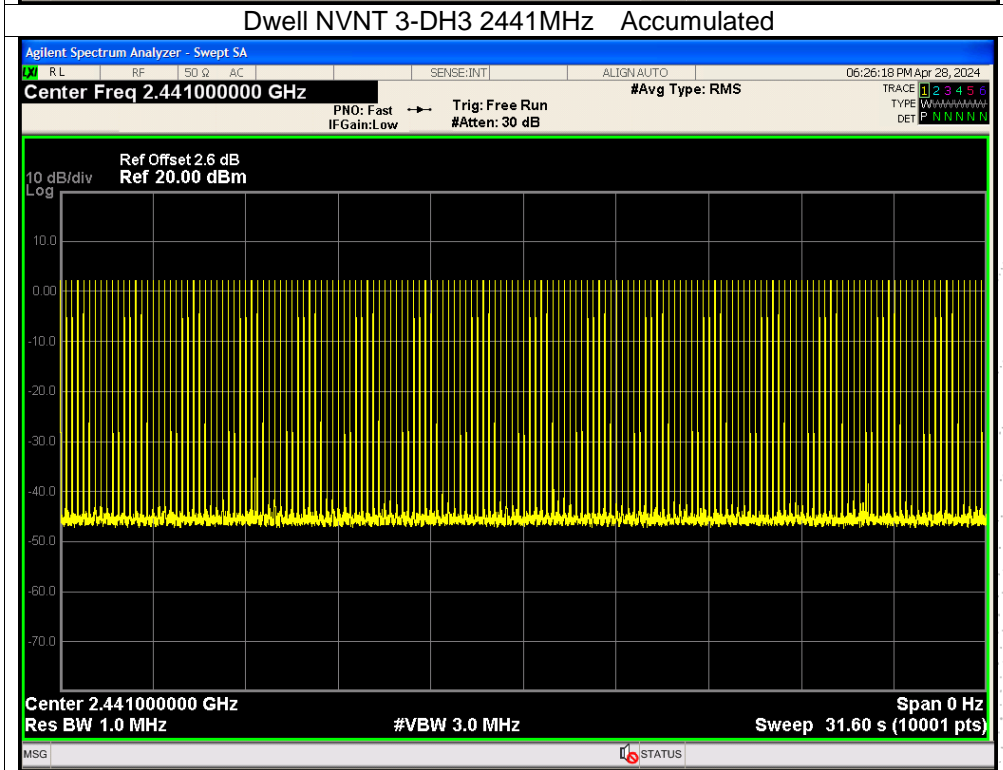 Dwell NVNT 3-DH3 2441MHz Accumulated
Agilent Spectrum Analyzer - Swept SA
LXI RL RF 50 Ω AC SENSE:INT ALIGN AUTO 06:26:18 PM Apr 28, 2024
Center Freq 2.441000000 GHz #Avg Type: RMS TRACE 1 2 3 4 5 6
PNO: Fast Trig: Free Run TYPE WWWWWW
IFGain:Low #Atten: 30 dB DET P N N N N N
Ref Offset 2.6 dB
10 dB/div Ref 20.00 dBm
Log
10.0
0.00
-10.0
-20.0
-30.0
-40.0
-50.0
-60.0
-70.0
Center 2.441000000 GHz Span 0 Hz
Res BW 1.0 MHz #VBW 3.0 MHz Sweep 31.60 s (10001 pts)
MSG STATUS